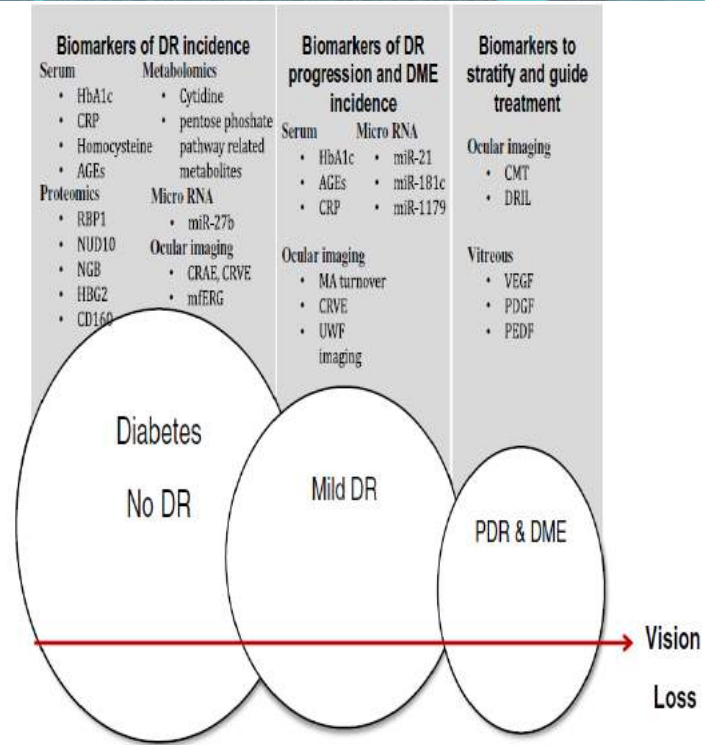 Biomarkers of DR incidence
Serum
• HbA1c
• CRP
• Homocysteine
• AGEs
Proteomics
• RBP1
• NUD10
• NGB
• HBG2
• CD160
Metabolomics
• Cytidine
• pentose phoshate
pathway related
metabolites
Micro RNA
• miR-27b
Ocular imaging
• CRAE, CRVE
• mfERG
Biomarkers of DR
progression and DME
incidence
Serum
• HbA1c
• AGEs
• CRP
Micro RNA
• miR-21
• miR-181c
• miR-1179
Ocular imaging
• MA turnover
• CRVE
• UWF
imaging
Biomarkers to
stratify and guide
treatment
Ocular imaging
• CMT
• DRIL
Vitreous
• VEGF
• PDGF
• PEDF
Diabetes
No DR
Mild DR
PDR & DME
Vision
Loss